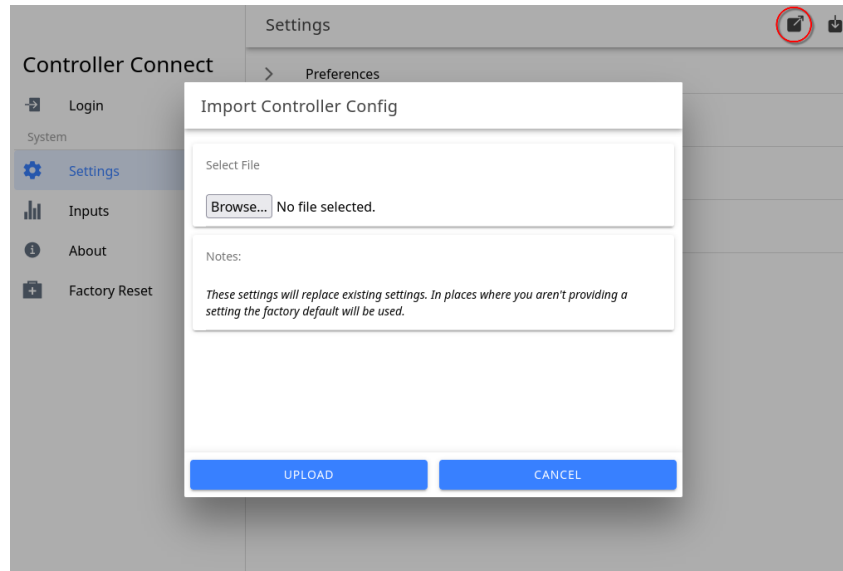 Settings
Controller Connect
Preferences
Login
System
Settings
Inputs
About
Factory Reset
Import Controller Config
Select File
Browse... No file selected.
Notes:
These settings will replace existing settings. In places where you aren't providing a
setting the factory default will be used.
UPLOAD
CANCEL